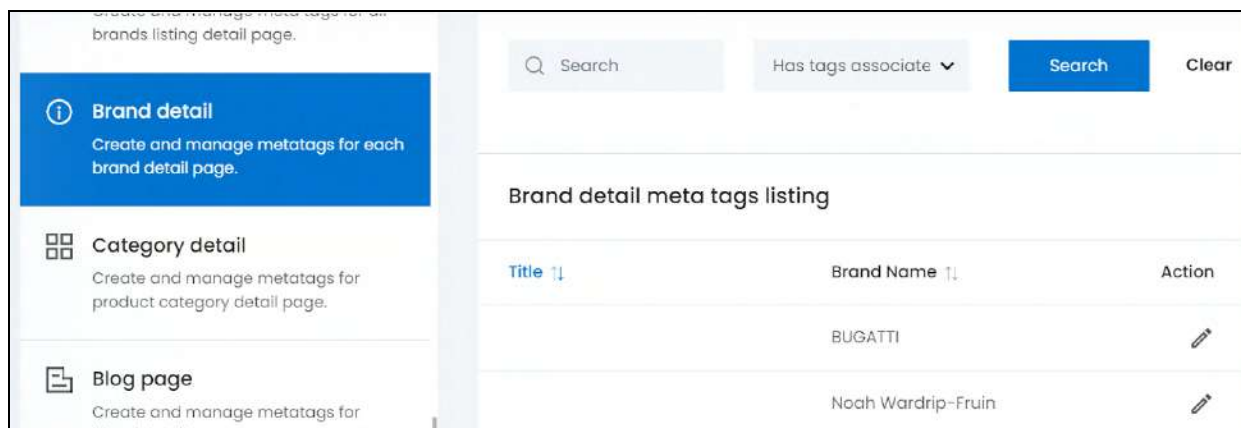 brands listing detail page.
Brand detail
Create and manage metatags for each
brand detail page.
Category detail
Create and manage metatags for
product category detail page.
Blog page
Create and manage metatags for
Search
Has tags associate
Search
Clear
Brand detail meta tags listing
Title
Brand Name
Action
BUGATTI
Noah Wardrip-Fruin